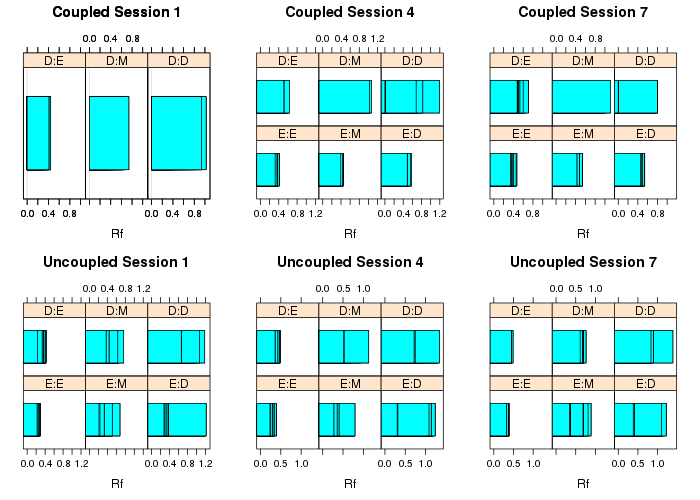 Coupled Session 1
0.0 0.4 0.8
D:E D:M D:D
0.0 0.4 0.8 0.0 0.4 0.8
Rf
Coupled Session 4
0.0 0.4 0.8 1.2
D:E D:M D:D
E:E E:M E:D
0.0 0.4 0.8 1.2 0.0 0.4 0.8 1.2
Rf
Coupled Session 7
0.0 0.4 0.8
D:E D:M D:D
E:E E:M E:D
0.0 0.4 0.8 0.0 0.4 0.8
Rf
Uncoupled Session 1
0.0 0.4 0.8 1.2
D:E D:M D:D
E:E E:M E:D
0.0 0.4 0.8 1.2 0.0 0.4 0.8 1.2
Rf
Uncoupled Session 4
0.0 0.5 1.0
D:E D:M D:D
E:E E:M E:D
0.0 0.5 1.0 0.0 0.5 1.0
Rf
Uncoupled Session 7
0.0 0.5 1.0
D:E D:M D:D
E:E E:M E:D
0.0 0.5 1.0 0.0 0.5 1.0
Rf